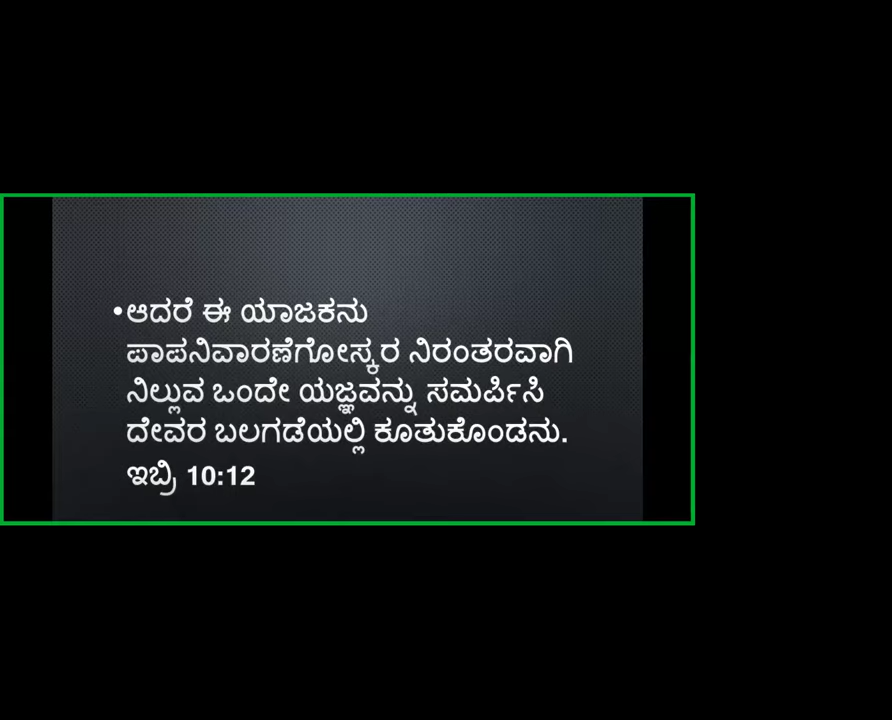 •ಆದರೆ ಈ ಯಾಜಕನು
ಪಾಪನಿವಾರಣೆಗೋಸ್ಕರ ನಿರಂತರವಾಗಿ
ನಿಲ್ಲುವ ಒಂದೇ ಯಜ್ಞವನ್ನು ಸಮರ್ಪಿಸಿ
ದೇವರ ಬಲಗಡೆಯಲ್ಲಿ ಕೂತುಕೊಂಡನು.
ಇಬ್ರಿ 10:12